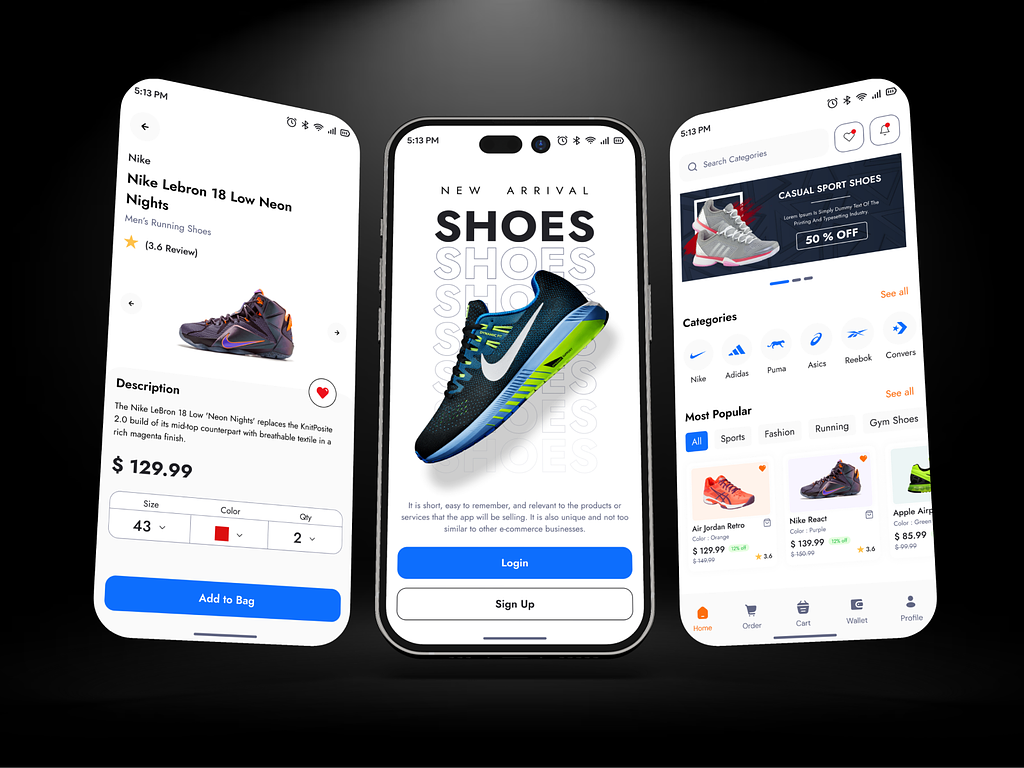 5:13 PM
Nike
Nike Lebron 18 Low Neon
Nights
Men's Running Shoes
(3.6 Review)
Description
The Nike LeBron 18 Low 'Neon Nights' replaces the KnitPosite
2.0 build of its mid-top counterpart with breathable textile in a
rich magenta finish.
$ 129.99
Size
Color
Qty
43
2
Add to Bag
5:13 PM
NEW ARRIVAL
SHOES
SHOES
SHOES
SHOES
SHOES
SHOES
SHOES
SHOES
It is short, easy to remember, and relevant to the products or
services that the app will be selling. It is also unique and not too
similar to other e-commerce businesses.
Login
Sign Up
5:13 PM
Search Categories
CASUAL SPORT SHOES
Lorem Ipsum Is Simply Dummy Text Of The
Printing And Typesetting Industry.
50 % OFF
See all
Categories
Nike
Adidas
Puma
Asics
Reebok
Convers
See all
Most Popular
All
Sports
Fashion
Running
Gym Shoes
Air Jordan Retro
Color : Orange
$ 129.99
12% off
$ 149.99
3.6
Nike React
Color : Purple
$ 139.99
12% off
$ 150.99
3.6
Apple Airp
Color : Green
$ 85.99
$ 99.99
Home
Order
Cart
Wallet
Profile